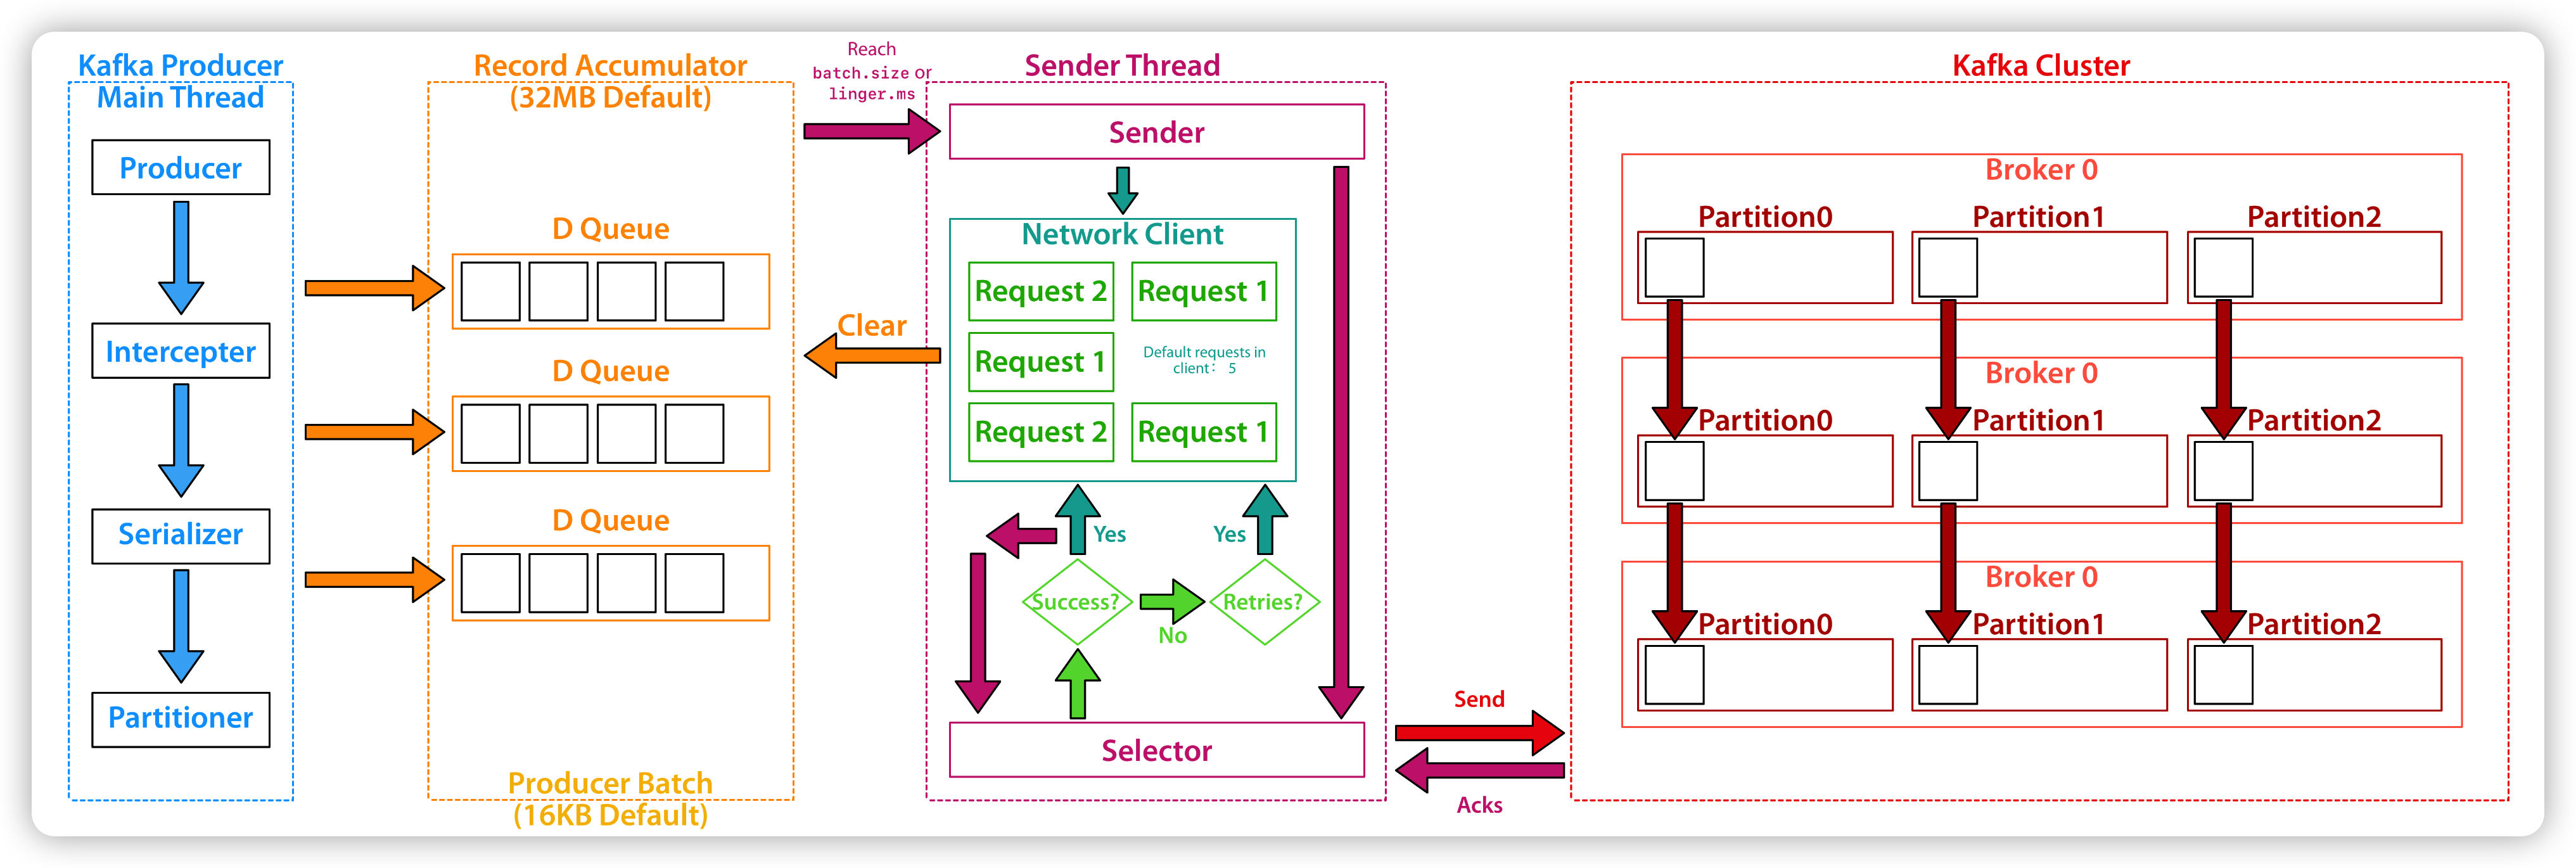 Kafka Producer
Main Thread
Producer
Intercepter
Serializer
Partitioner
Record Accumulator
(32MB Default)
D Queue
D Queue
D Queue
Producer Batch
(16KB Default)
Reach
batch.size or
linger.ms
Clear
Sender Thread
Sender
Network Client
Request 2
Request 1
Request 1
Default requests in
client： 5
Request 2
Request 1
Yes
Yes
Success?
No
Retries?
Selector
Send
Acks
Kafka Cluster
Broker 0
Partition0
Partition1
Partition2
Broker 0
Partition0
Partition1
Partition2
Broker 0
Partition0
Partition1
Partition2